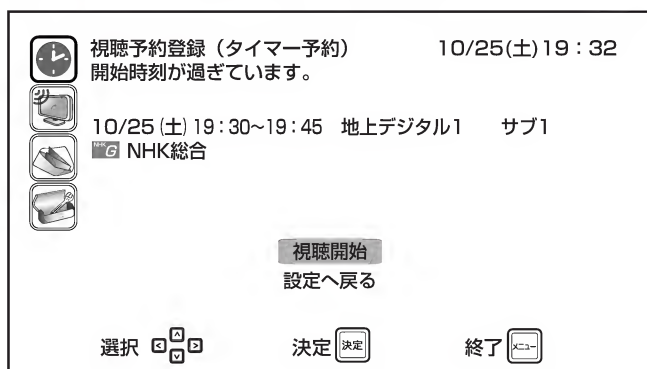 視聴予約登録（タイマー予約） 10/25(土)19：32
開始時刻が過ぎています。
10/25(土)19：30~19：45 地上デジタル1 サブ1
NHK G NHK総合
視聴開始
設定へ戻る
選択 決定 決定 終了 メニュー